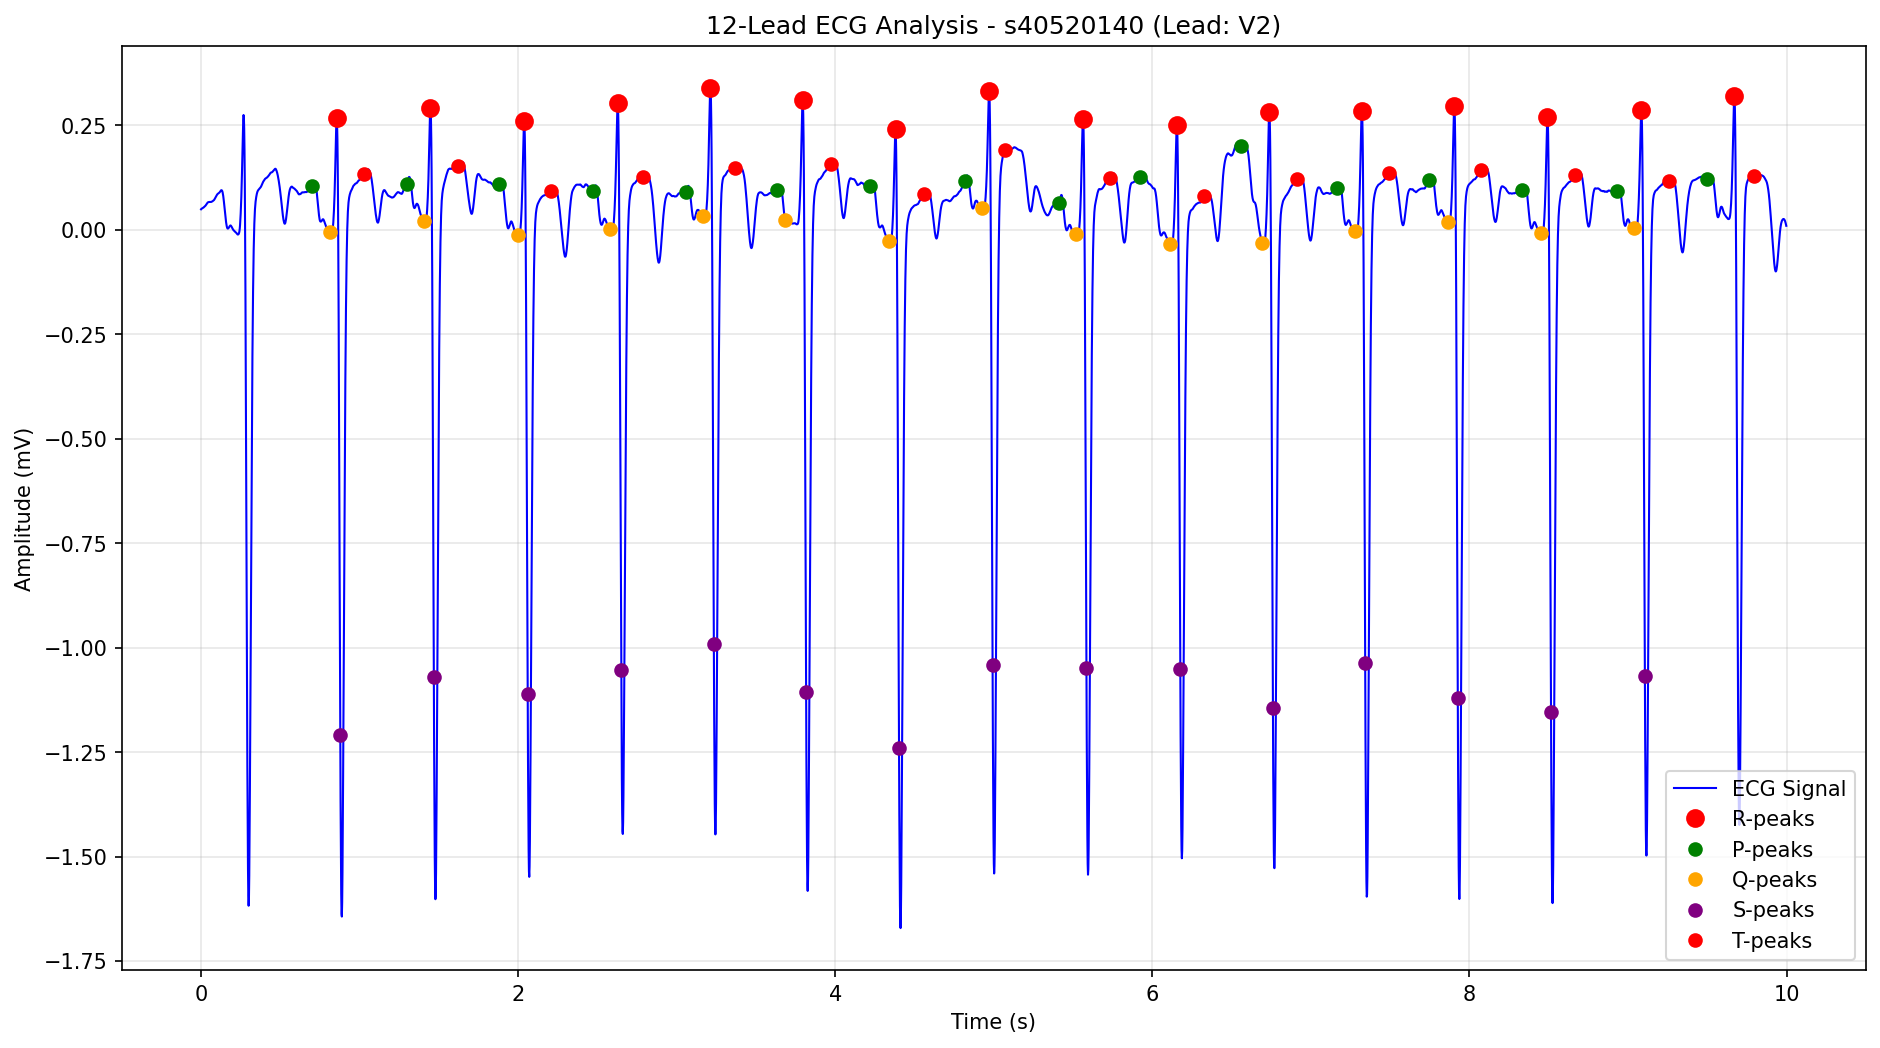 12-Lead ECG Analysis - s40520140 (Lead: V2)
Amplitude (mV)
0.25
0.00
−0.25
−0.50
−0.75
−1.00
−1.25
−1.50
−1.75
ECG Signal
R-peaks
P-peaks
Q-peaks
S-peaks
T-peaks
0 2 4 6 8 10
Time (s)